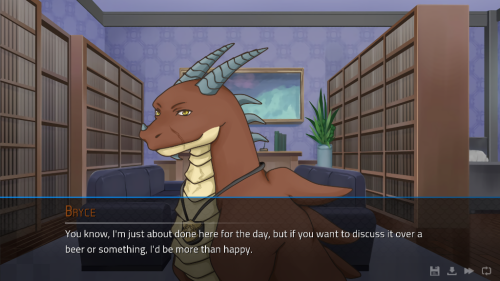 Bryce
You know, I'm just about done here for the day, but if you want to discuss it over a
beer or something, I'd be more than happy.